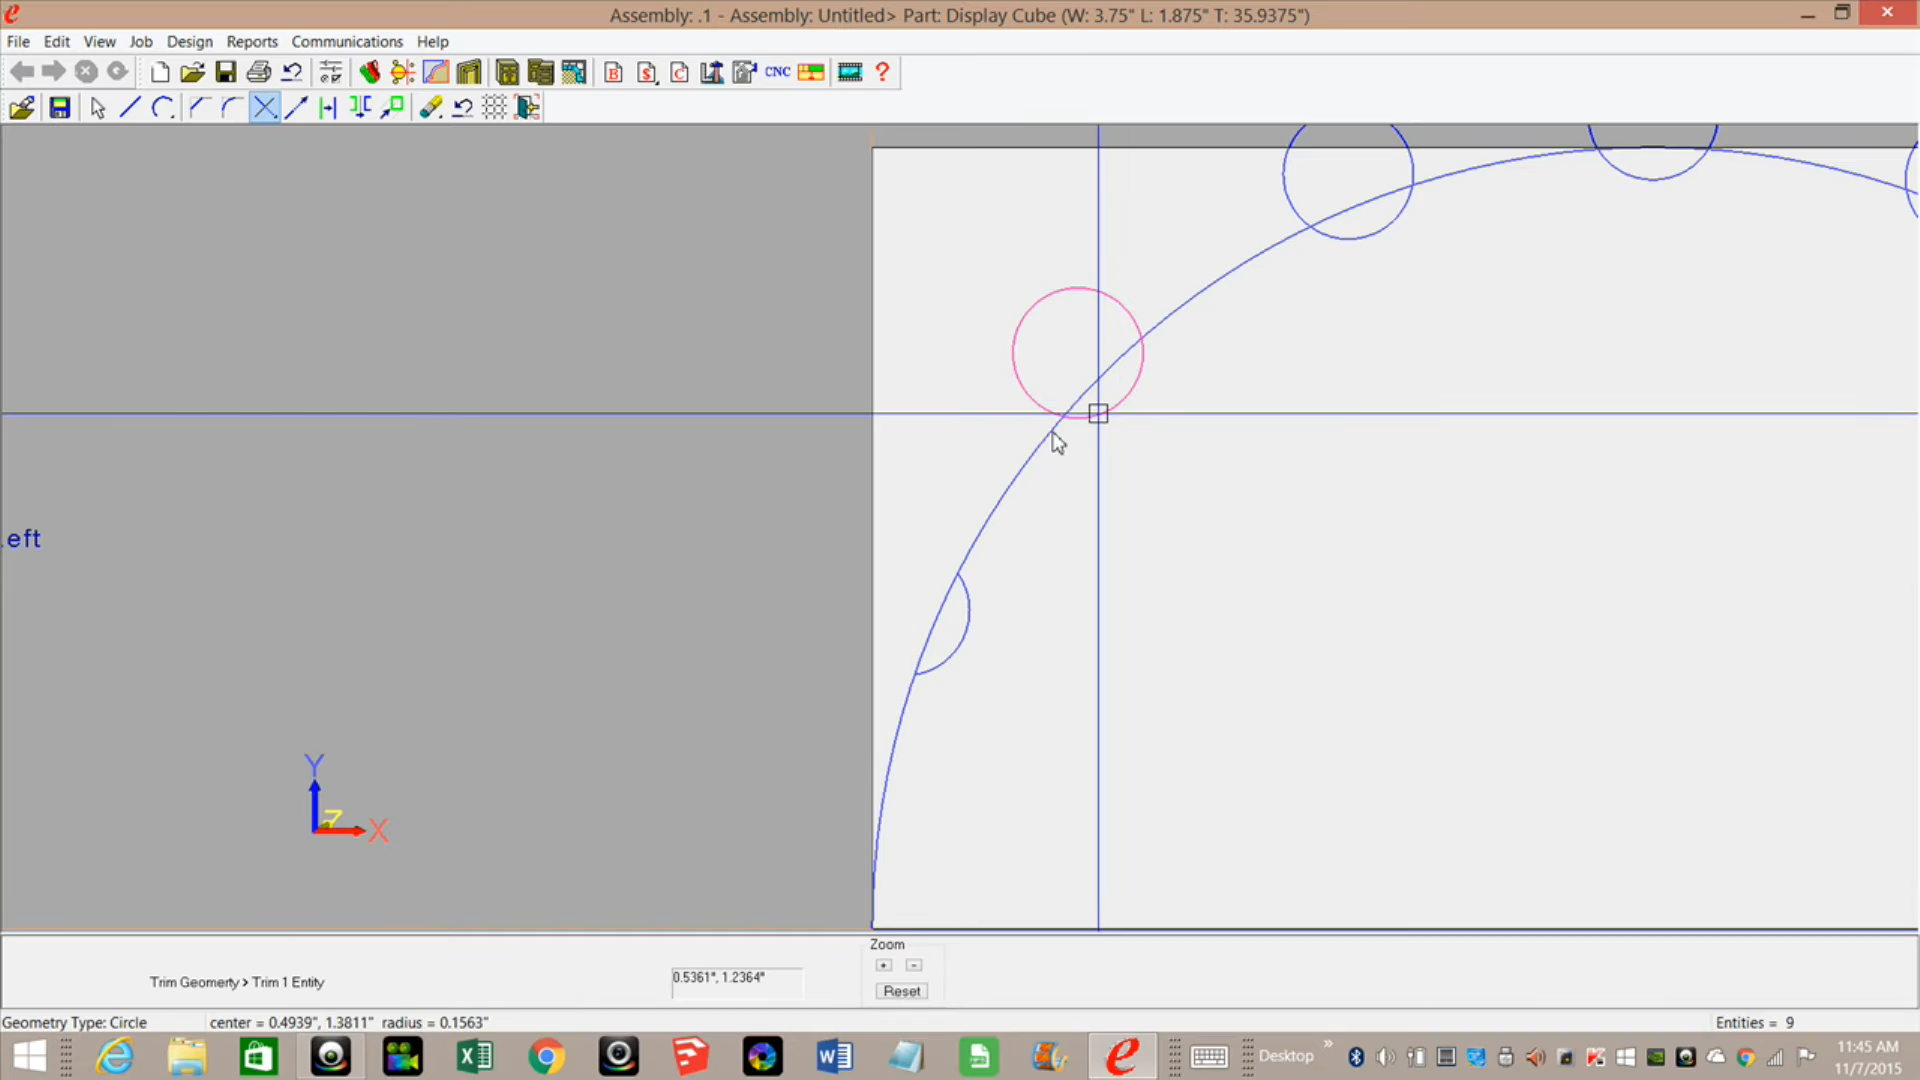 Assembly: .1 - Assembly: Untitled> Part: Display Cube (W: 3.75" L: 1.875" T: 35.9375")
File Edit View Job Design Reports Communications Help
B $ C CNC ?
.eft
Y
Z
X
Zoom
+ -
Reset
Trim Geomerty > Trim 1 Entity
0.5361", 1.2364"
Geometry Type: Circle center = 0.4939", 1.3811" radius = 0.1563" Entities = 9
Desktop »
11:45 AM
11/7/2015